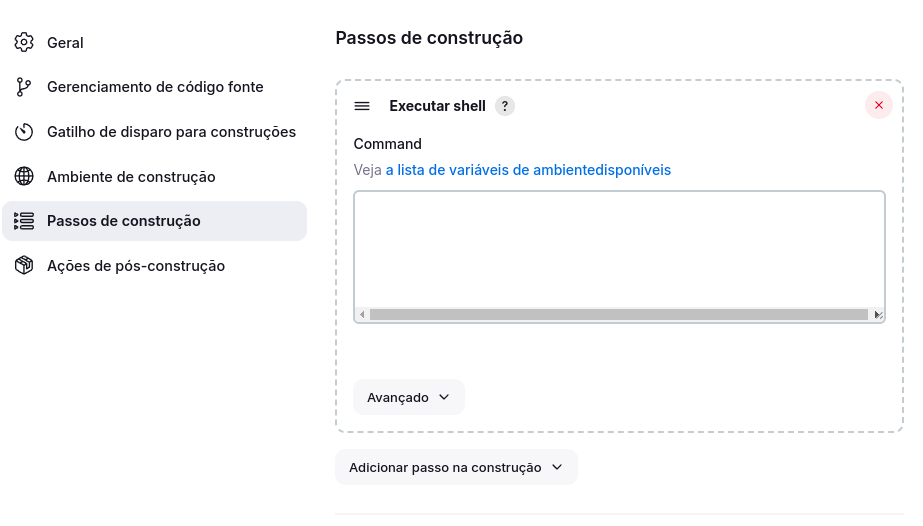 Geral
Gerenciamento de código fonte
Gatilho de disparo para construções
Ambiente de construção
Passos de construção
Ações de pós-construção
Passos de construção
Executar shell ?
Command
Veja a lista de variáveis de ambientedisponíveis
Avançado
Adicionar passo na construção